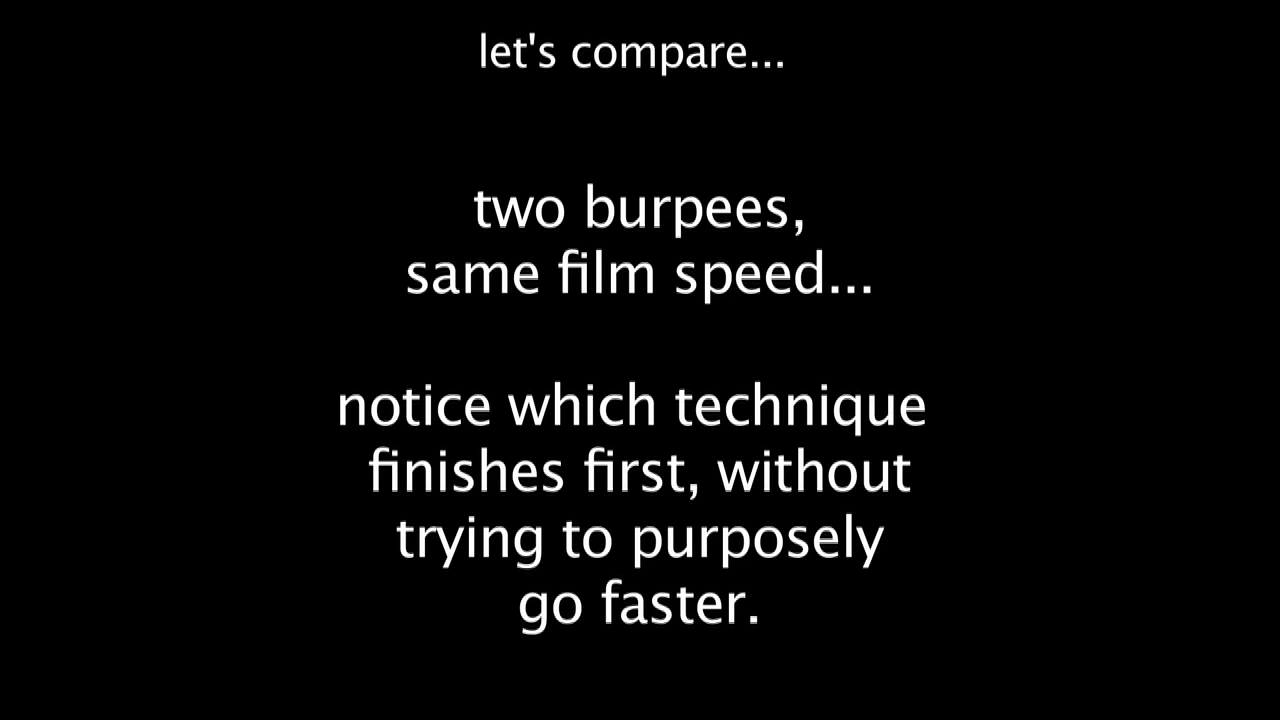 let's compare...
two burpees,
same film speed...
notice which technique
finishes first, without
trying to purposely
go faster.